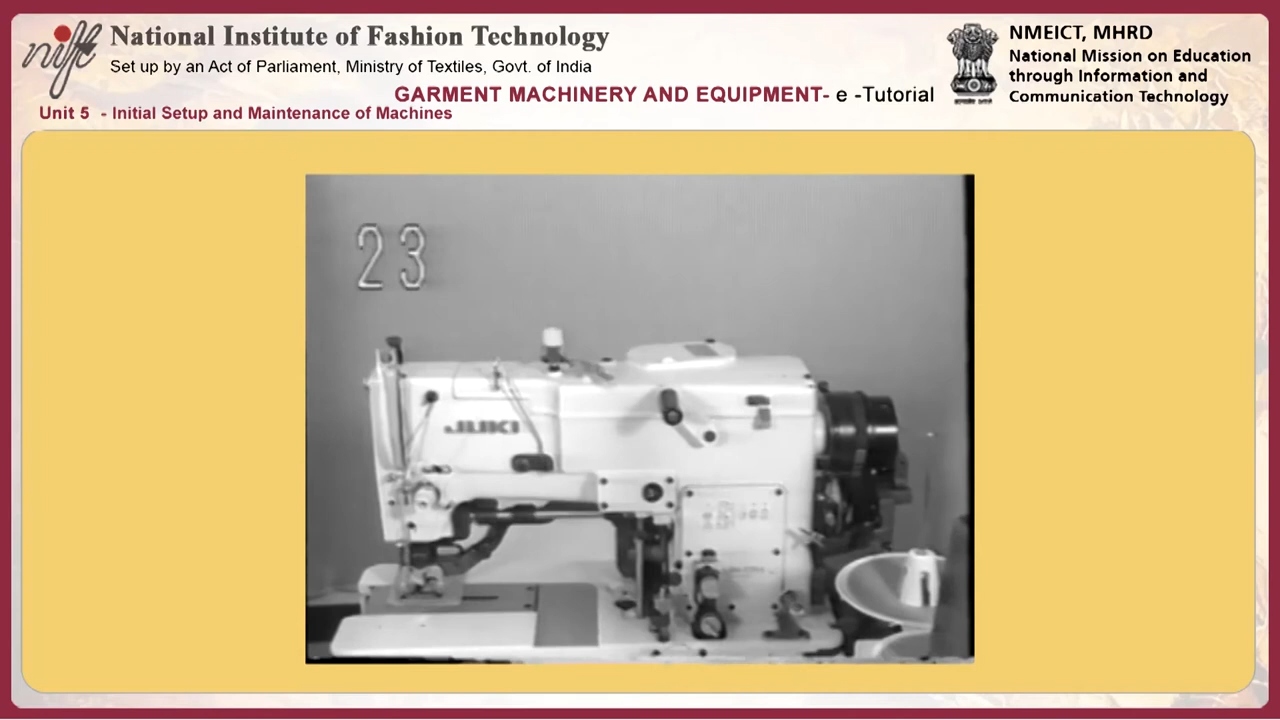 nift
National Institute of Fashion Technology
Set up by an Act of Parliament, Ministry of Textiles, Govt. of India
GARMENT MACHINERY AND EQUIPMENT- e -Tutorial
Unit 5 - Initial Setup and Maintenance of Machines
NMEICT, MHRD
National Mission on Education
through Information and
Communication Technology
23
JUKI